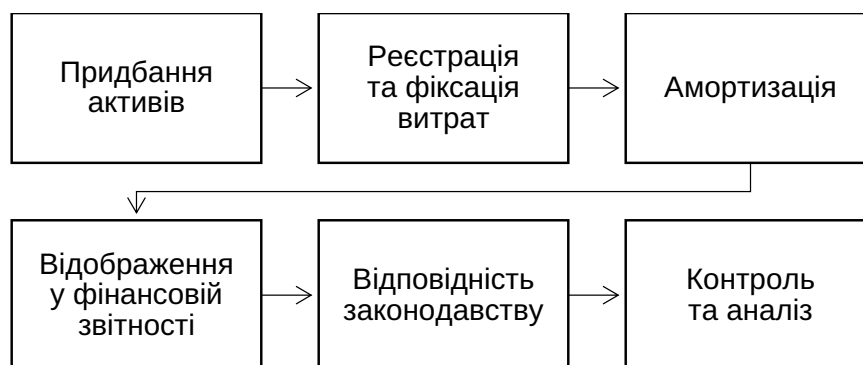 Придбання
активів
Реєстрація
та фіксація
витрат
Амортизація
Відображення
у фінансовій
звітності
Відповідність
законодавству
Контроль
та аналіз